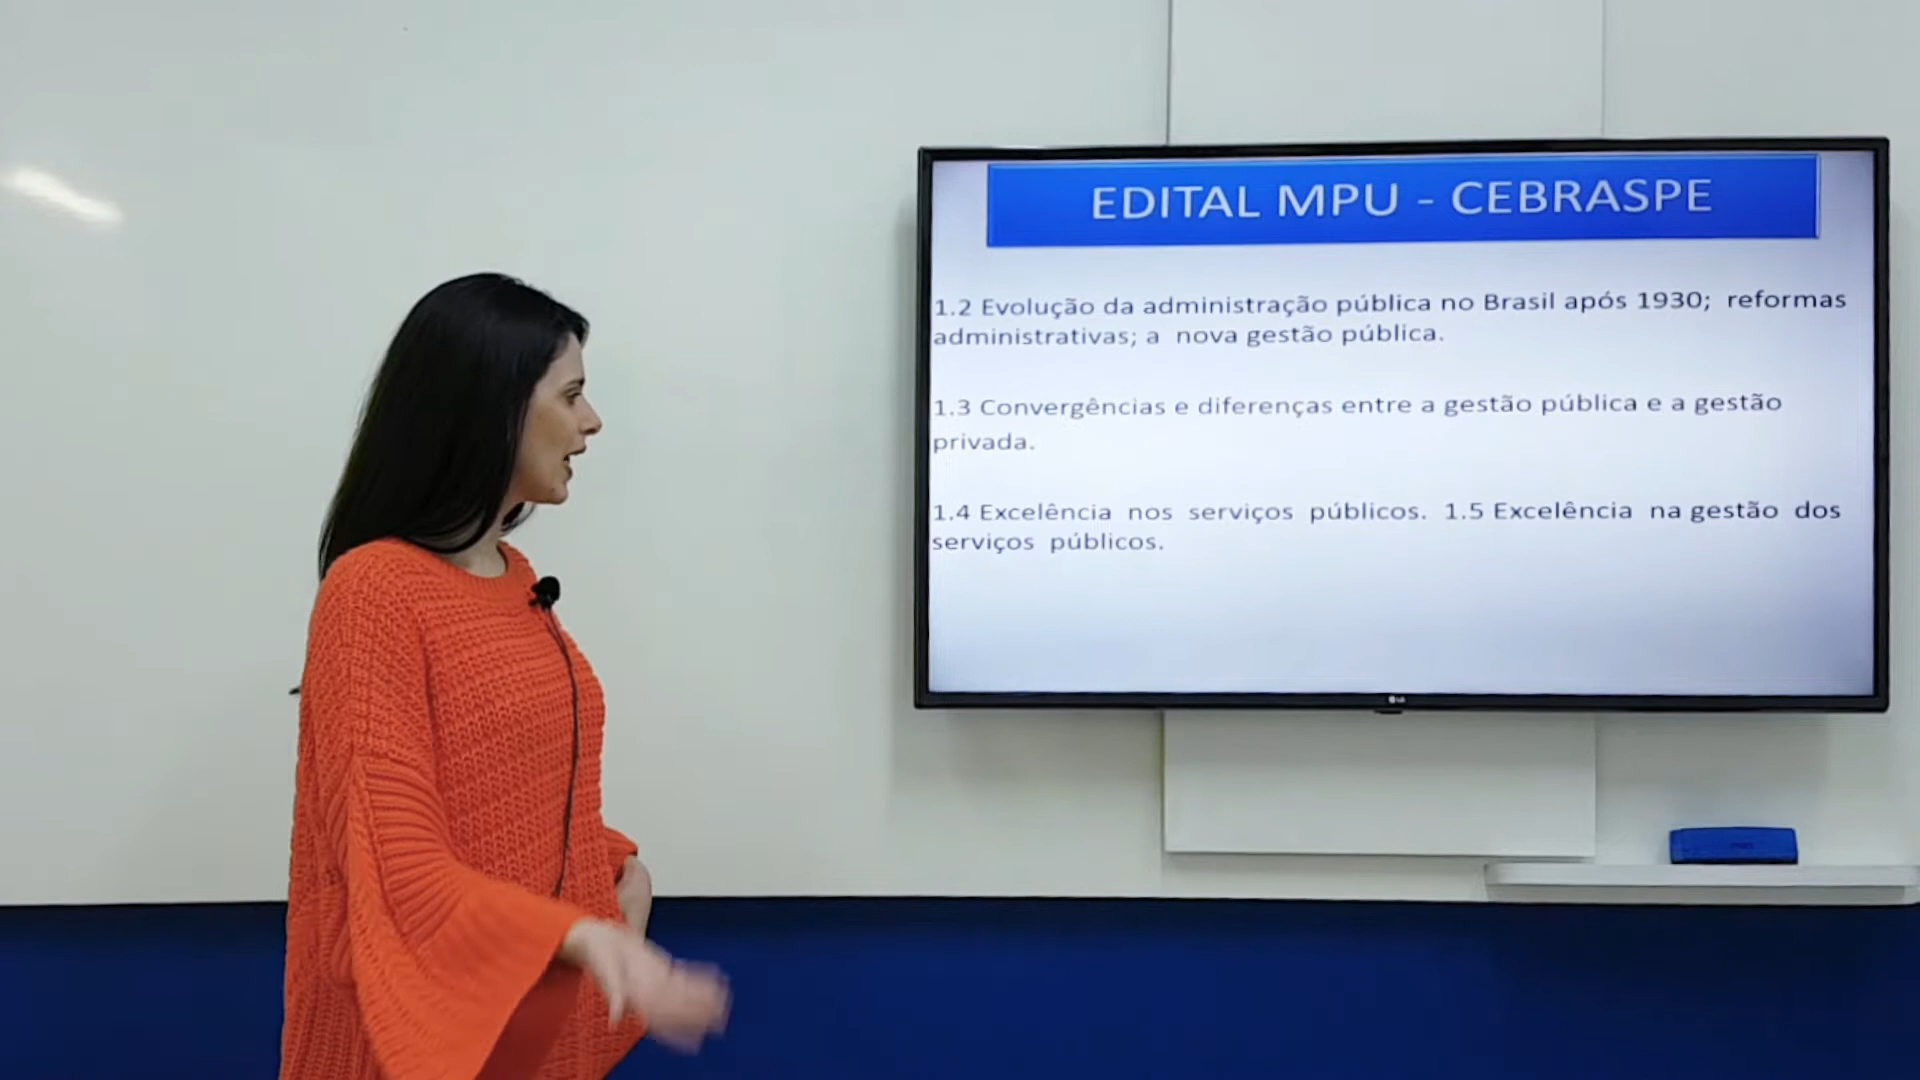 EDITAL MPU - CEBRASPE
1.2 Evolução da administração pública no Brasil após 1930; reformas
administrativas; a nova gestão pública.
1.3 Convergências e diferenças entre a gestão pública e a gestão
privada.
1.4 Excelência nos serviços públicos. 1.5 Excelência na gestão dos
serviços públicos.
LG